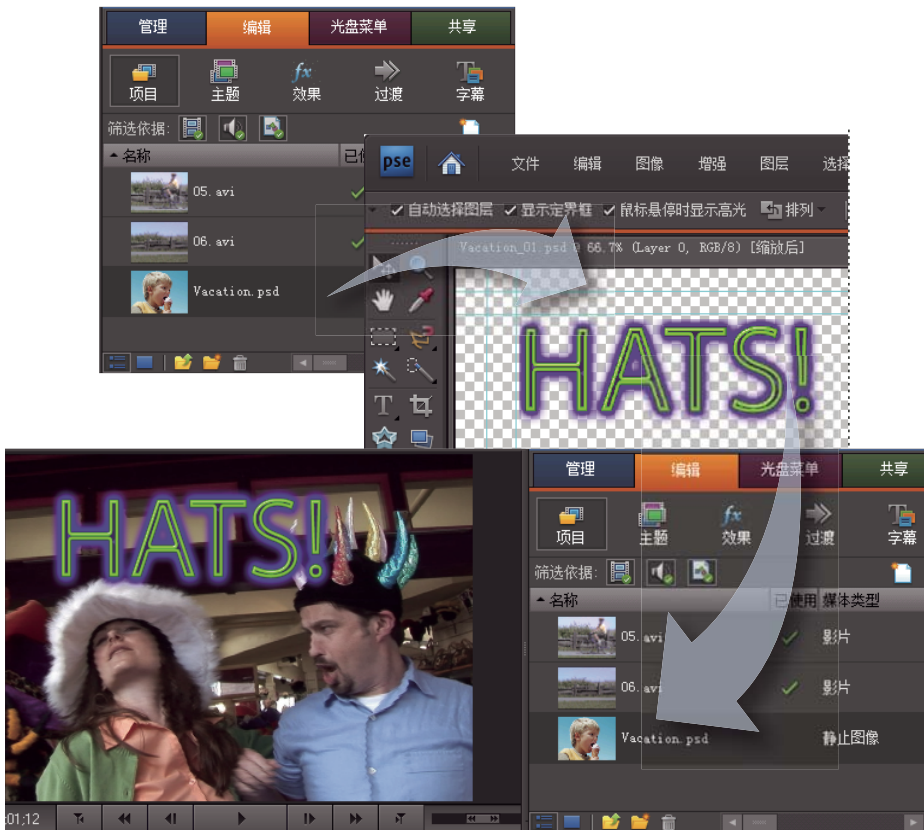 管理 编辑 光盘菜单 共享
项目 主题 效果 过渡 字幕
筛选依据:
名称
05.avi
06.avi
Vacation.psd
pse 文件 编辑 图像 增强 图层 选择
自动选择图层 显示定界框 鼠标悬停时显示高光 排列
Vacation_01.psd @ 66.7% (Layer 0, RGB/8) [缩放后]
HATS!
HATS!
:01;12
管理 编辑 光盘菜单 共享
项目 主题 效果 过渡 字幕
筛选依据:
名称 已使用 媒体类型
05.avi 影片
06.avi 影片
Vacation.psd 静止图像